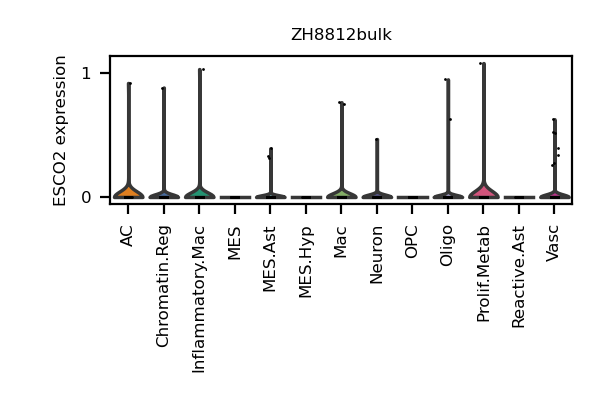 ZH8812bulk
ESCO2 expression
1
0
AC
Chromatin.Reg
Inflammatory.Mac
MES
MES.Ast
MES.Hyp
Mac
Neuron
OPC
Oligo
Prolif.Metab
Reactive.Ast
Vasc